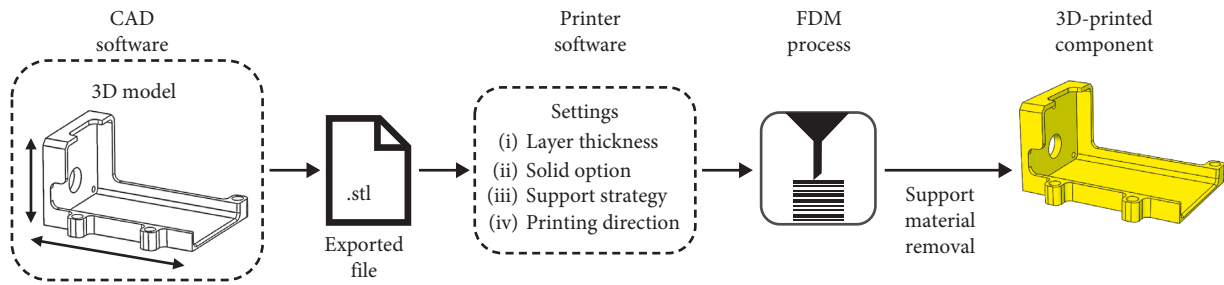 CAD
software
3D model
.stl
Exported
file
Printer
software
Settings
(i) Layer thickness
(ii) Solid option
(iii) Support strategy
(iv) Printing direction
FDM
process
Support
material
removal
3D-printed
component